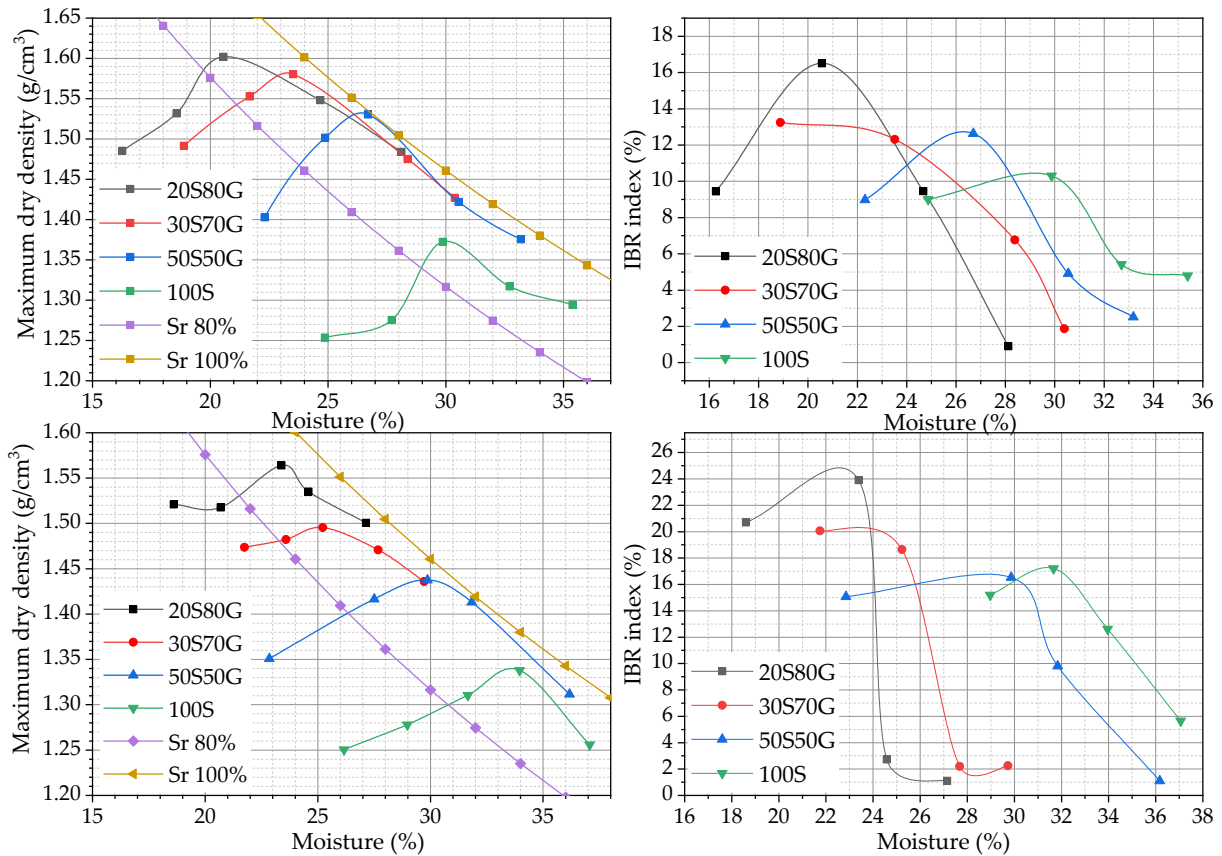 Maximum dry density (g/cm³)
1.65
1.60
1.55
1.50
1.45
1.40
1.35
1.30
1.25
1.20
20S80G
30S70G
50S50G
100S
Sr 80%
Sr 100%
15 20 25 30 35
Moisture (%)
IBR index (%)
18
16
14
12
10
8
6
4
2
0
20S80G
30S70G
50S50G
100S
16 18 20 22 24 26 28 30 32 34 36
Moisture (%)
Maximum dry density (g/cm³)
1.60
1.55
1.50
1.45
1.40
1.35
1.30
1.25
1.20
20S80G
30S70G
50S50G
100S
Sr 80%
Sr 100%
20 25 30 35
Moisture (%)
IBR index (%)
26
24
22
20
18
16
14
12
10
8
6
4
2
0
20S80G
30S70G
50S50G
100S
16 18 20 22 24 26 28 30 32 34 36 38
Moisture (%)